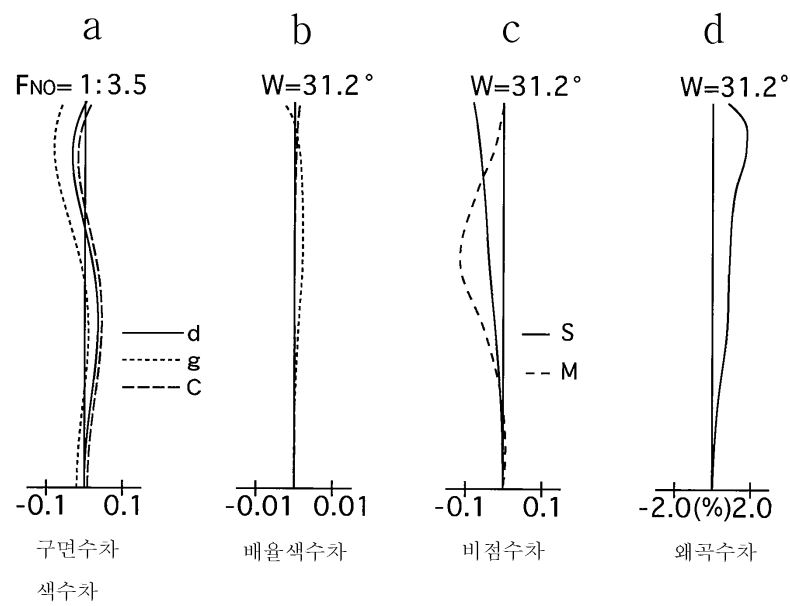 a b c d
FNO= 1:3.5 W=31.2° W=31.2° W=31.2°
d
g
C
S
M
-0.1 0.1 -0.01 0.01 -0.1 0.1 -2.0(%)2.0
구면수차 배율색수차 비점수차 왜곡수차
색수차